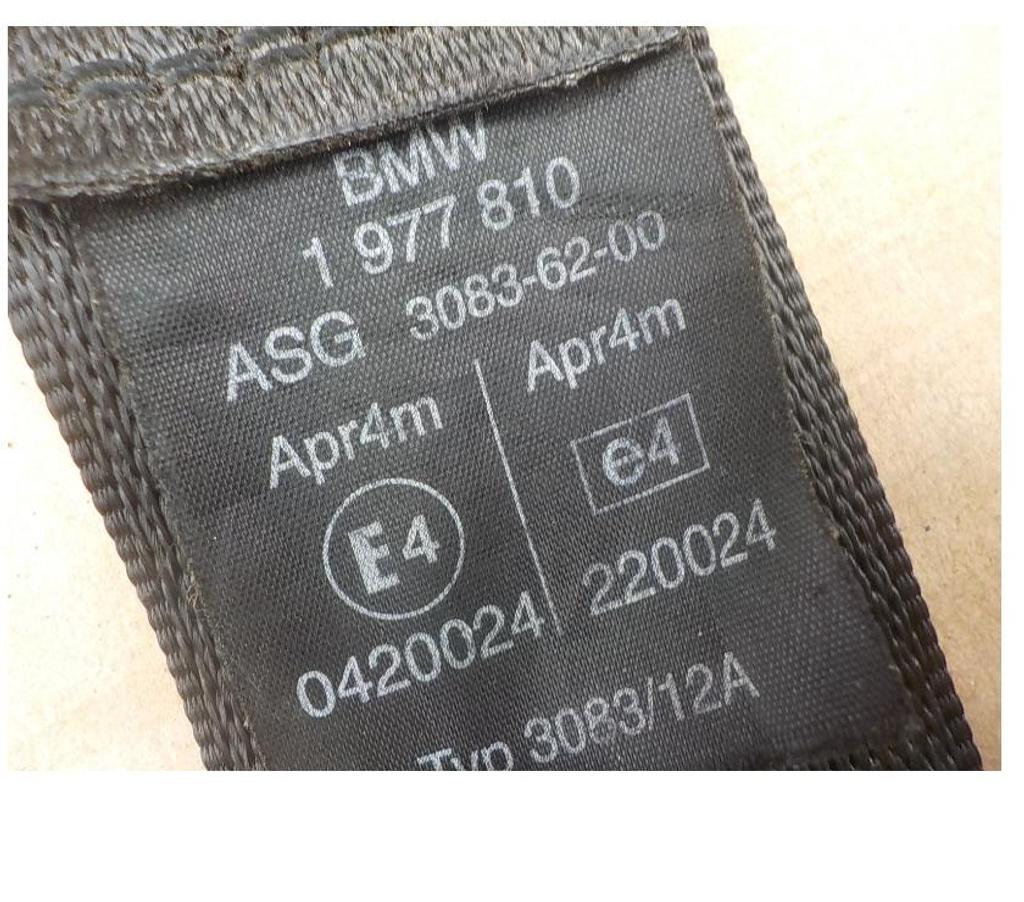 BMW
1 977 810
ASG 3083-62-00
Apr4m Apr4m
E4 e4
0420024 220024
Typ 3083/12A